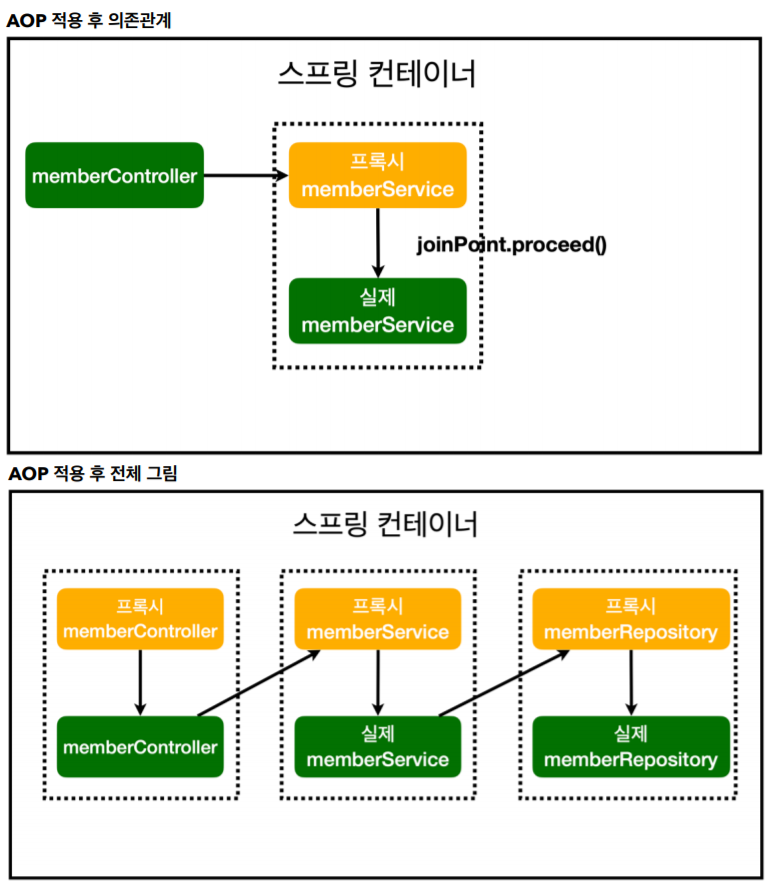 AOP 적용 후 의존관계
스프링 컨테이너
memberController
프록시
memberService
joinPoint.proceed()
실제
memberService
AOP 적용 후 전체 그림
스프링 컨테이너
프록시
memberController
프록시
memberService
프록시
memberRepository
memberController
실제
memberService
실제
memberRepository